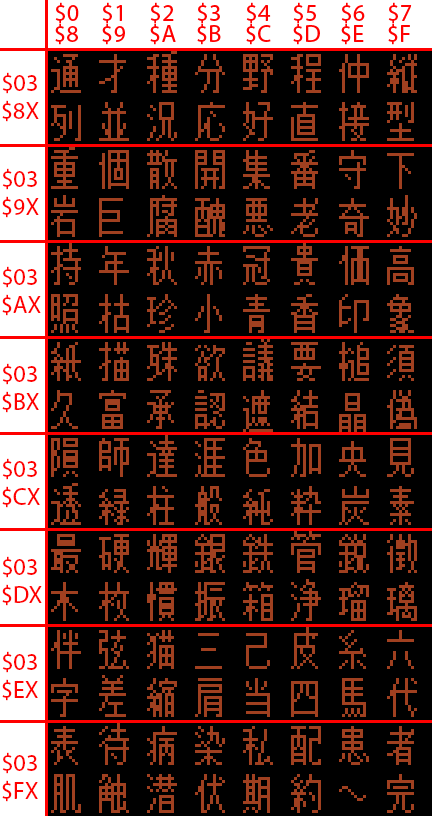 $0 $1 $2 $3 $4 $5 $6 $7
$8 $9 $A $B $C $D $E $F
$03 通 才 種 分 野 程 仲 縦
$8X 列 並 況 応 好 直 接 型
$03 重 個 散 開 集 番 守 下
$9X 岩 巨 腐 醜 悪 老 奇 妙
$03 持 年 秋 赤 冠 貴 価 高
$AX 照 枯 珍 小 青 香 印 象
$03 紙 描 殊 欲 議 要 槌 須
$BX 久 富 承 認 遮 結 晶 偽
$03 隕 師 達 涯 色 加 央 見
$CX 透 緑 柱 般 純 粋 炭 素
$03 最 硬 輝 銀 鉄 管 鋭 徴
$DX 木 枚 慣 振 箱 浄 瑠 璃
$03 伴 弦 猫 三 己 皮 糸 六
$EX 字 差 縮 肩 当 四 馬 代
$03 表 待 病 染 私 配 患 者
$FX 肌 触 潜 伏 期 約 〜 完